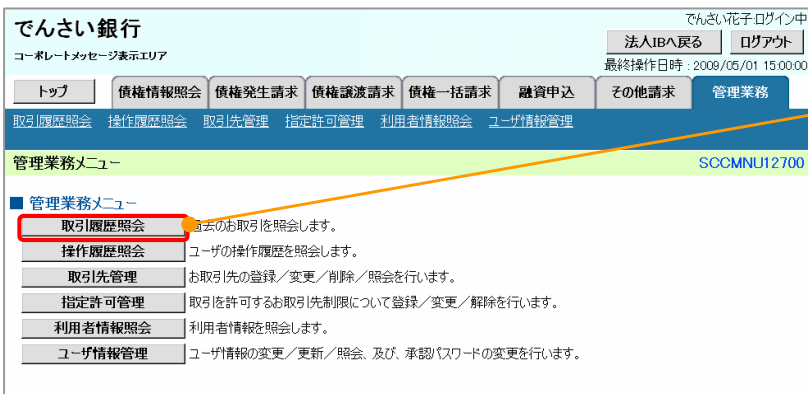 でんさい銀行
コーポレートメッセージ表示エリア
でんさい花子:ログイン中
法人IBへ戻る ログアウト
最終操作日時 : 2009/05/01 15:00:00
トップ 債権情報照会 債権発生請求 債権譲渡請求 債権一括請求 融資申込 その他請求 管理業務
取引履歴照会 操作履歴照会 取引先管理 指定許可管理 利用者情報照会 ユーザ情報管理
管理業務メニュー SCCMNU12700
■ 管理業務メニュー
取引履歴照会 過去のお取引を照会します。
操作履歴照会 ユーザの操作履歴を照会します。
取引先管理 お取引先の登録／変更／削除／照会を行います。
指定許可管理 取引を許可するお取引先制限について登録／変更／解除を行います。
利用者情報照会 利用者情報を照会します。
ユーザ情報管理 ユーザ情報の変更／更新／照会、及び、承認パスワードの変更を行います。